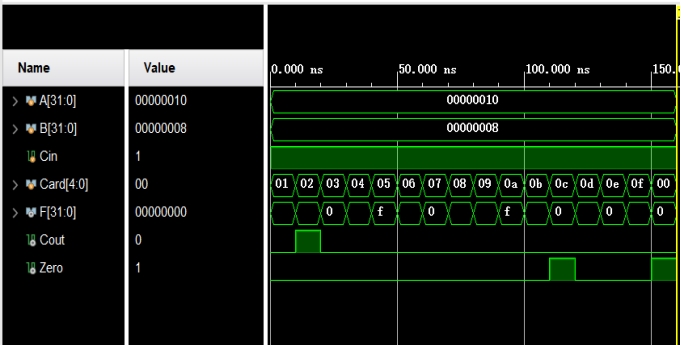 Name Value 0.000 ns 50.000 ns 100.000 ns 150.
A[31:0] 00000010 00000010
B[31:0] 00000008 00000008
Cin 1
Card[4:0] 00 01 02 03 04 05 06 07 08 09 0a 0b 0c 0d 0e 0f 00
F[31:0] 00000000 0 f 0 f 0 0 0
Cout 0
Zero 1